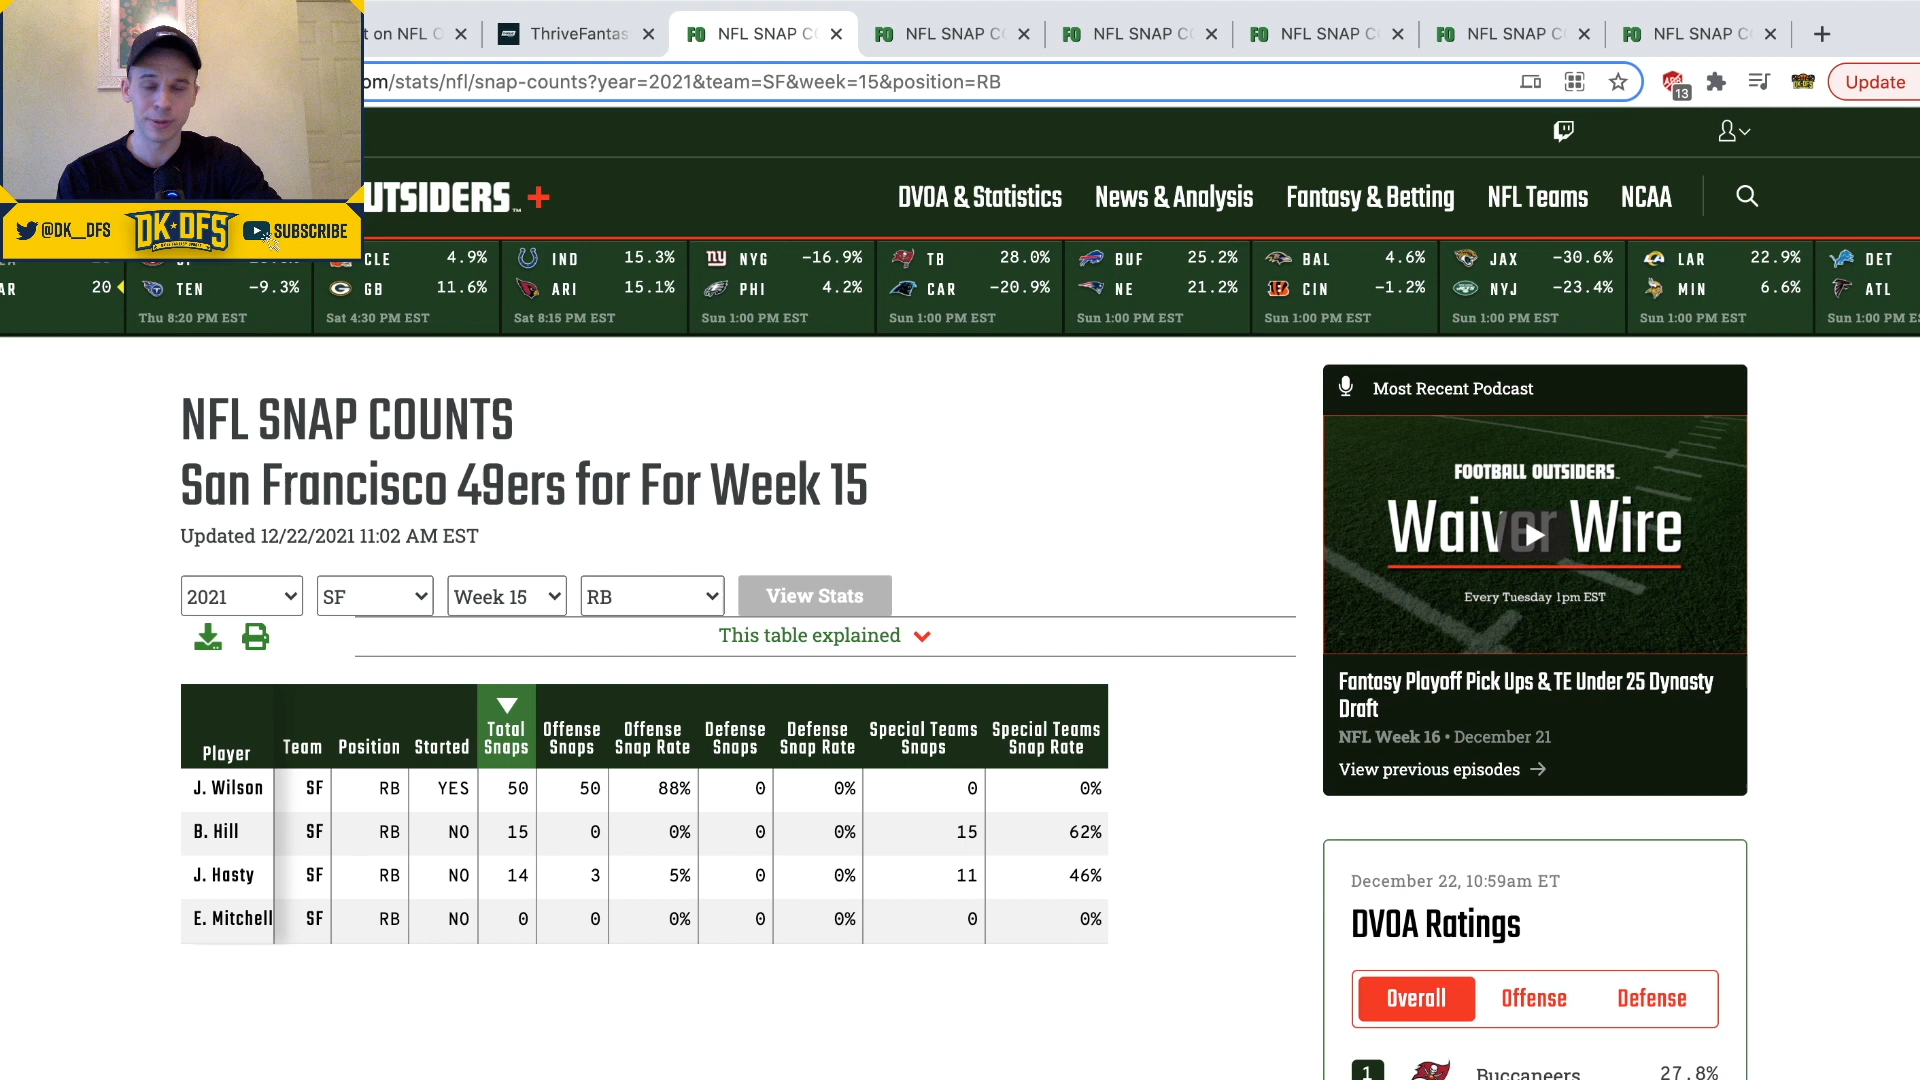 t on NFL
ThriveFantas
NFL SNAP C
NFL SNAP C
NFL SNAP C
NFL SNAP C
NFL SNAP C
NFL SNAP C
om/stats/nfl/snap-counts?year=2021&team=SF&week=15&position=RB
13
Update
UTSIDERS +
DVOA & Statistics
News & Analysis
Fantasy & Betting
NFL Teams
NCAA
@DK__DFS
DK★DFS
SUBSCRIBE
AR 20
TEN -9.3%
Thu 8:20 PM EST
CLE 4.9%
GB 11.6%
Sat 4:30 PM EST
IND 15.3%
ARI 15.1%
Sat 8:15 PM EST
NYG -16.9%
PHI 4.2%
Sun 1:00 PM EST
TB 28.0%
CAR -20.9%
Sun 1:00 PM EST
BUF 25.2%
NE 21.2%
Sun 1:00 PM EST
BAL 4.6%
CIN -1.2%
Sun 1:00 PM EST
JAX -30.6%
NYJ -23.4%
Sun 1:00 PM EST
LAR 22.9%
MIN 6.6%
Sun 1:00 PM EST
DET
ATL
Sun 1:00 PM E
NFL SNAP COUNTS
San Francisco 49ers for For Week 15
Updated 12/22/2021 11:02 AM EST
2021 SF Week 15 RB View Stats
This table explained
Player Team Position Started Total Snaps Offense Snaps Offense Snap Rate Defense Snaps Defense Snap Rate Special Teams Snaps Special Teams Snap Rate
J. Wilson SF RB YES 50 50 88% 0 0% 0 0%
B. Hill SF RB NO 15 0 0% 0 0% 15 62%
J. Hasty SF RB NO 14 3 5% 0 0% 11 46%
E. Mitchell SF RB NO 0 0 0% 0 0% 0 0%
Most Recent Podcast
FOOTBALL OUTSIDERS
Waiver Wire
Every Tuesday 1pm EST
Fantasy Playoff Pick Ups & TE Under 25 Dynasty
Draft
NFL Week 16 • December 21
View previous episodes
December 22, 10:59am ET
DVOA Ratings
Overall Offense Defense
1 Buccaneers 27.8%